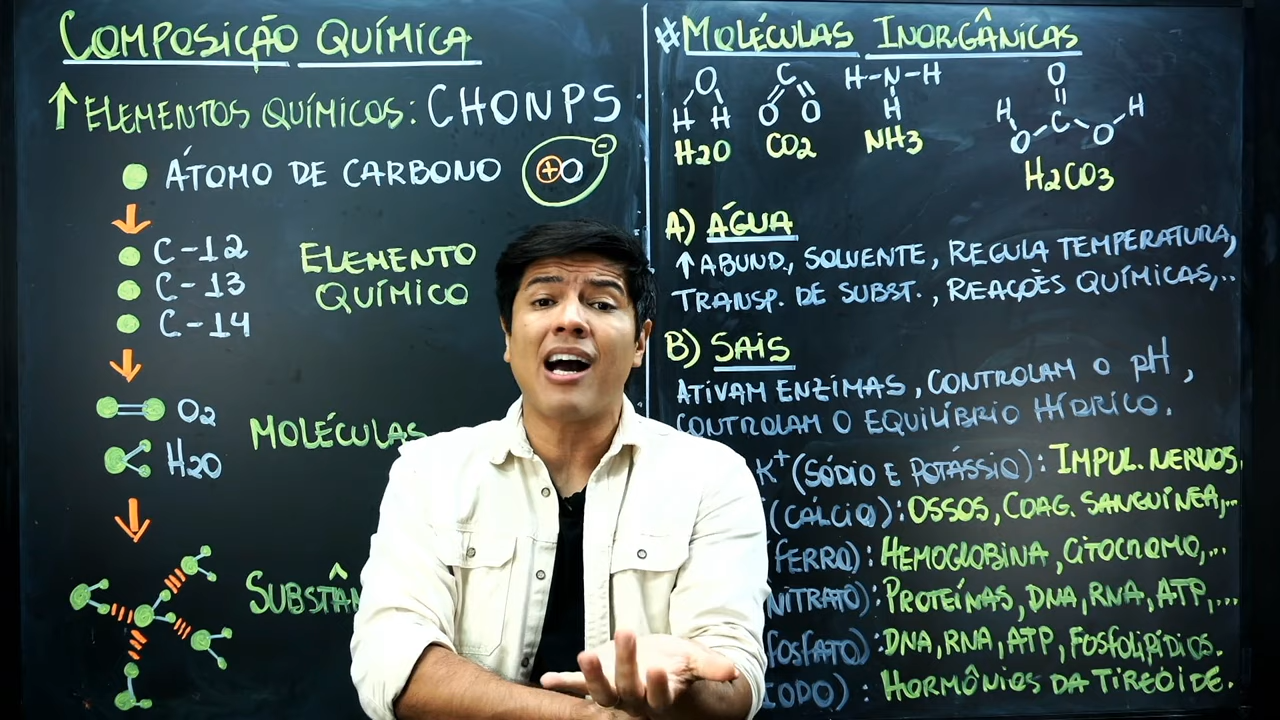 COMPOSIÇÃO QUÍMICA
↑ ELEMENTOS QUÍMICOS: CHONPS
ÁTOMO DE CARBONO
+ O -
C-12
C-13
C-14
ELEMENTO
QUÍMICO
O2
H2O
MOLÉCULAS
#MOLÉCULAS INORGÂNICAS
O
H H
H2O
C
O O
CO2
H-N-H
H
NH3
O
H C H
O O
H2CO3
A) ÁGUA
↑ ABUND., SOLVENTE, REGULA TEMPERATURA,
TRANSP. DE SUBST., REAÇÕES QUÍMICAS,..
B) SAIS
ATIVAM ENZIMAS, CONTROLAM O pH,
CONTROLAM O EQUILÍBRIO HÍDRICO.
K+ (SÓDIO E POTÁSSIO): IMPUL. NERVOS.
(CÁLCIO): OSSOS, COAG. SANGUÍNEA,..
FERRO): HEMOGLOBINA, CITOCROMO,..
NITRATO): PROTEÍNAS, DNA, RNA, ATP,...
FOSFATO): DNA, RNA, ATP, FOSFOLIPÍDIOS.
IODO): HORMÔNIOS DA TIREÓIDE.